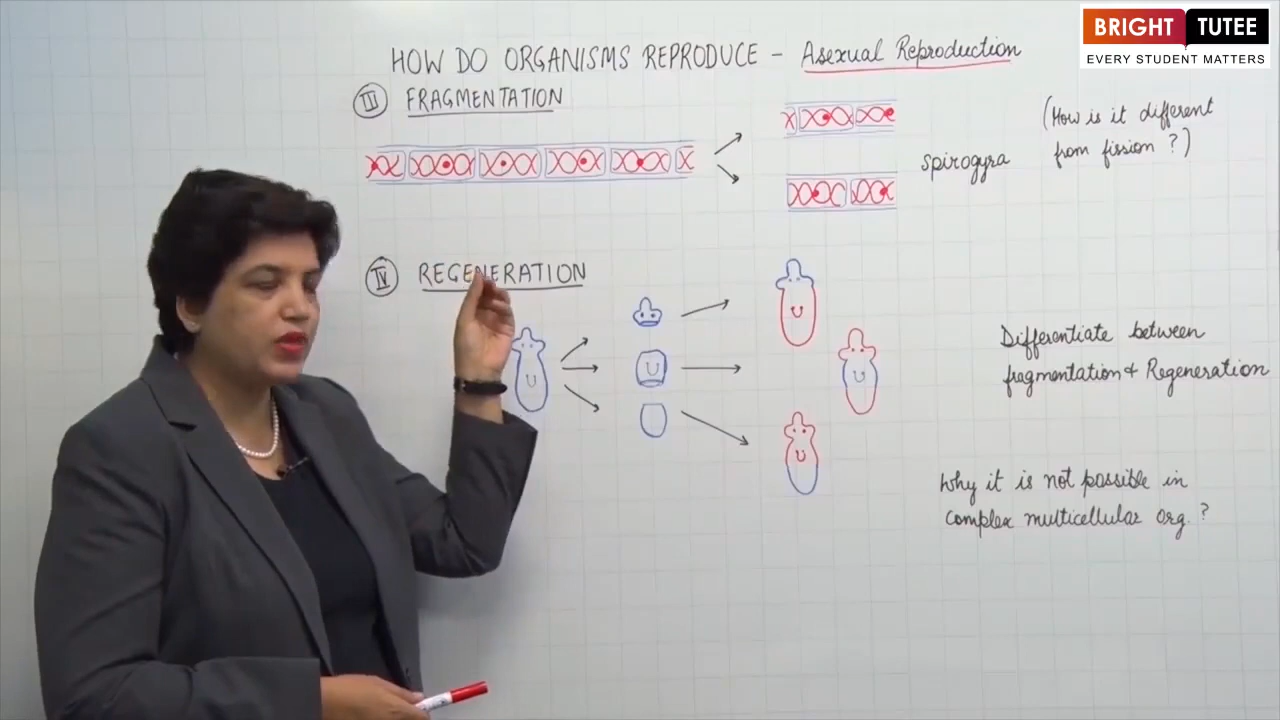 BRIGHT TUTEE
EVERY STUDENT MATTERS
HOW DO ORGANISMS REPRODUCE - Asexual Reproduction
III FRAGMENTATION
spirogyra
(How is it different
from fission ?)
IV REGENERATION
Differentiate between
fragmentation & Regeneration
Why it is not possible in
complex multicellular org. ?